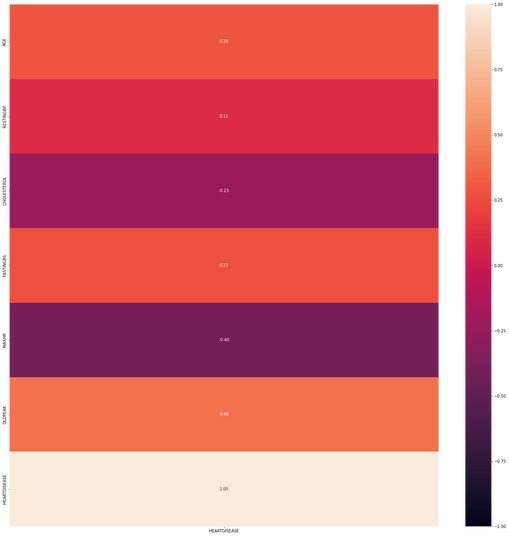 AGE
0.28
RESTINGBP
0.11
CHOLESTEROL
-0.23
FASTINGBS
0.27
MAXHR
-0.40
OLDPEAK
0.40
HEARTDISEASE
1.00
HEARTDISEASE
1.00
0.75
0.50
0.25
0.00
−0.25
−0.50
−0.75
−1.00